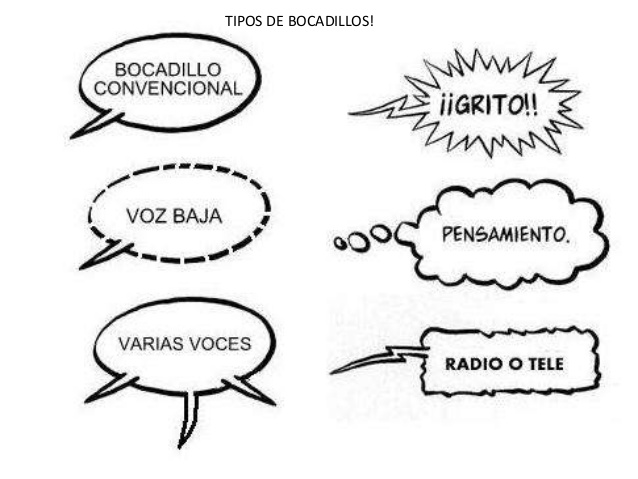 TIPOS DE BOCADILLOS!
BOCADILLO
CONVENCIONAL
¡¡GRITO!!
VOZ BAJA
PENSAMIENTO.
VARIAS VOCES
RADIO O TELE